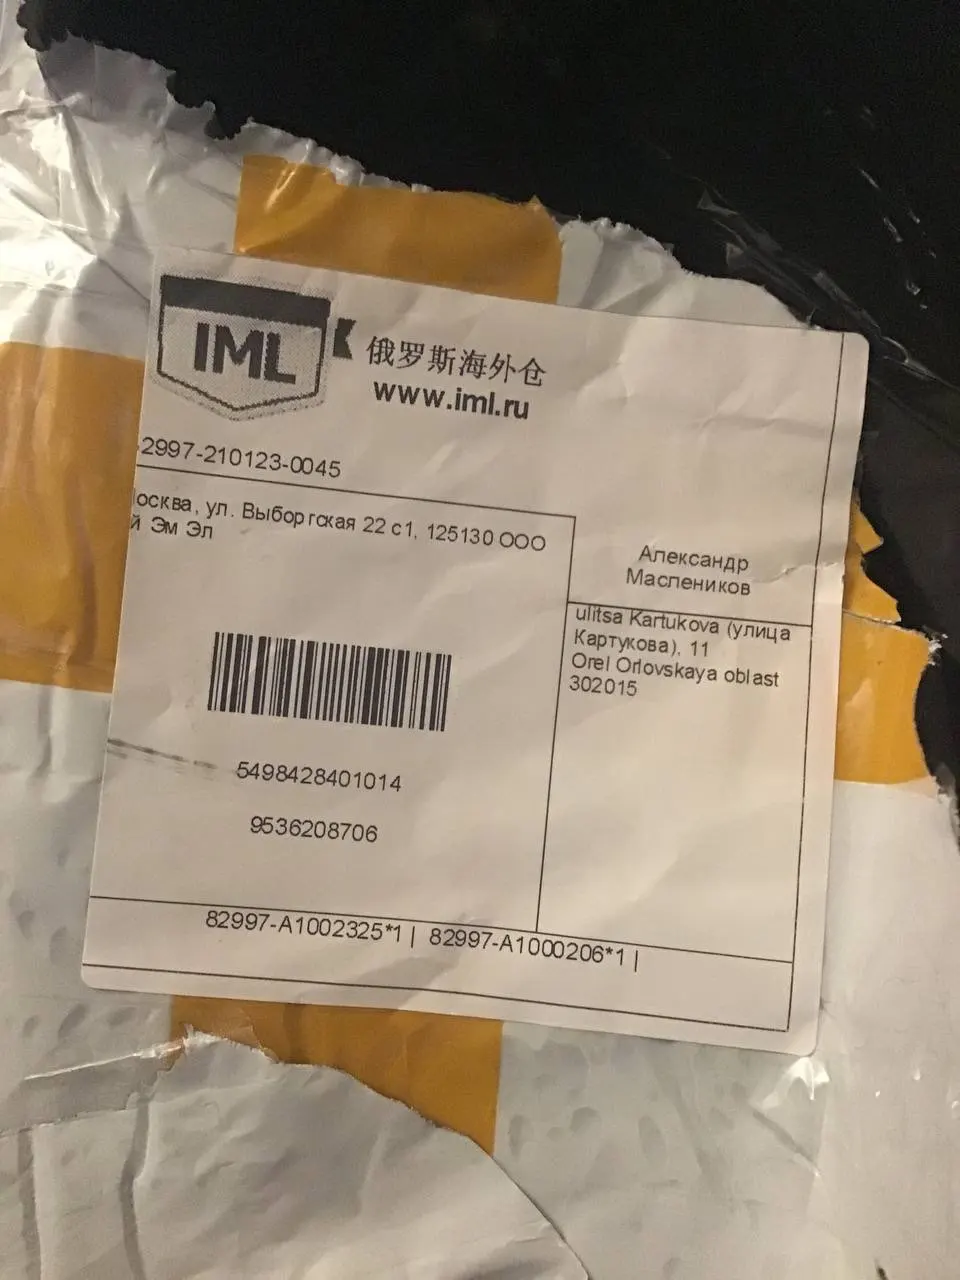 IML
俄罗斯海外仓
www.iml.ru
2997-210123-0045
осква, ул. Выборгская 22 с1, 125130 ООО
й Эм Эл
Александр
Маслеников
ulitsa Kartukova (улица
Картукова), 11
Orel Orlovskaya oblast
302015
5498428401014
9536208706
82997-A1002325*1 | 82997-A1000206*1 |